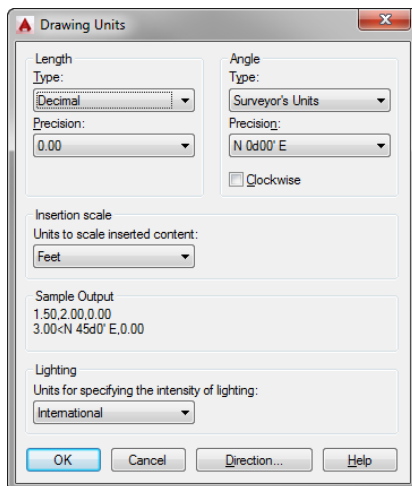 Drawing Units
Length
Type:
Decimal
Precision:
0.00
Angle
Type:
Surveyor's Units
Precision:
N 0d00' E
Clockwise
Insertion scale
Units to scale inserted content:
Feet
Sample Output
1.50,2.00,0.00
3.00<N 45d0' E,0.00
Lighting
Units for specifying the intensity of lighting:
International
OK Cancel Direction... Help